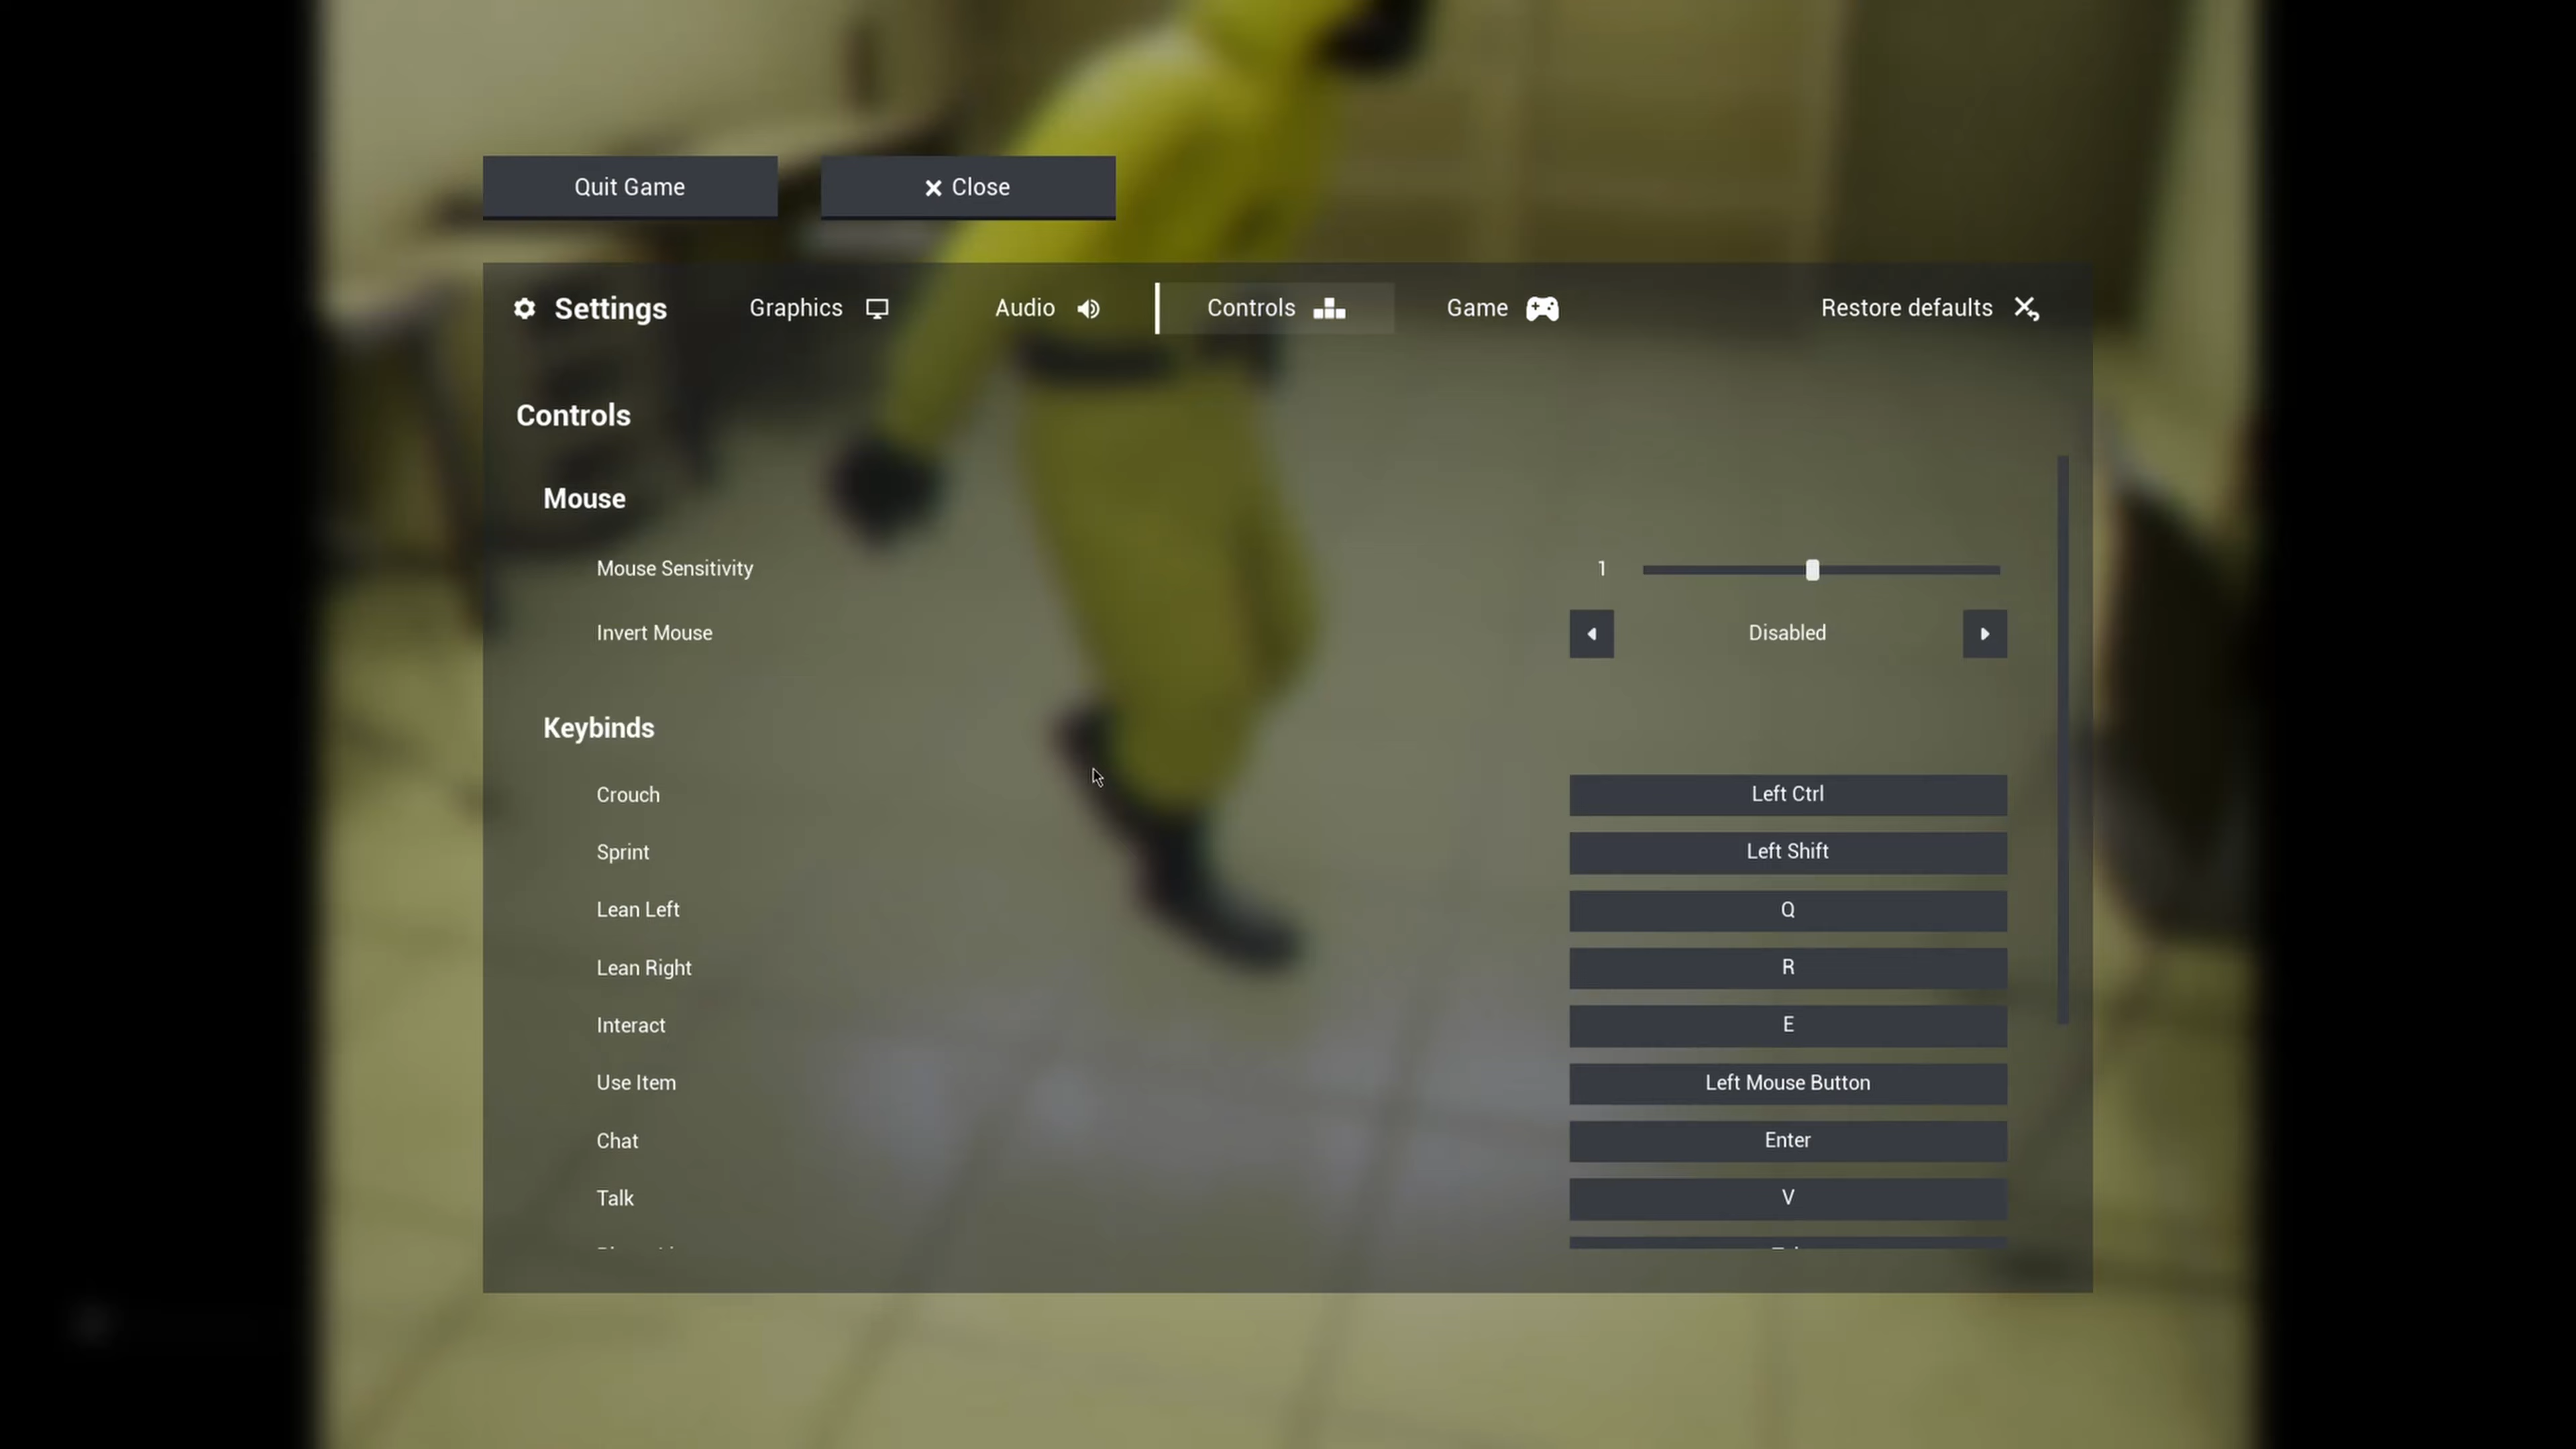 Quit Game
Close
Settings
Graphics
Audio
Controls
Game
Restore defaults
Controls
Mouse
Mouse Sensitivity 1
Invert Mouse Disabled
Keybinds
Crouch Left Ctrl
Sprint Left Shift
Lean Left Q
Lean Right R
Interact E
Use Item Left Mouse Button
Chat Enter
Talk V